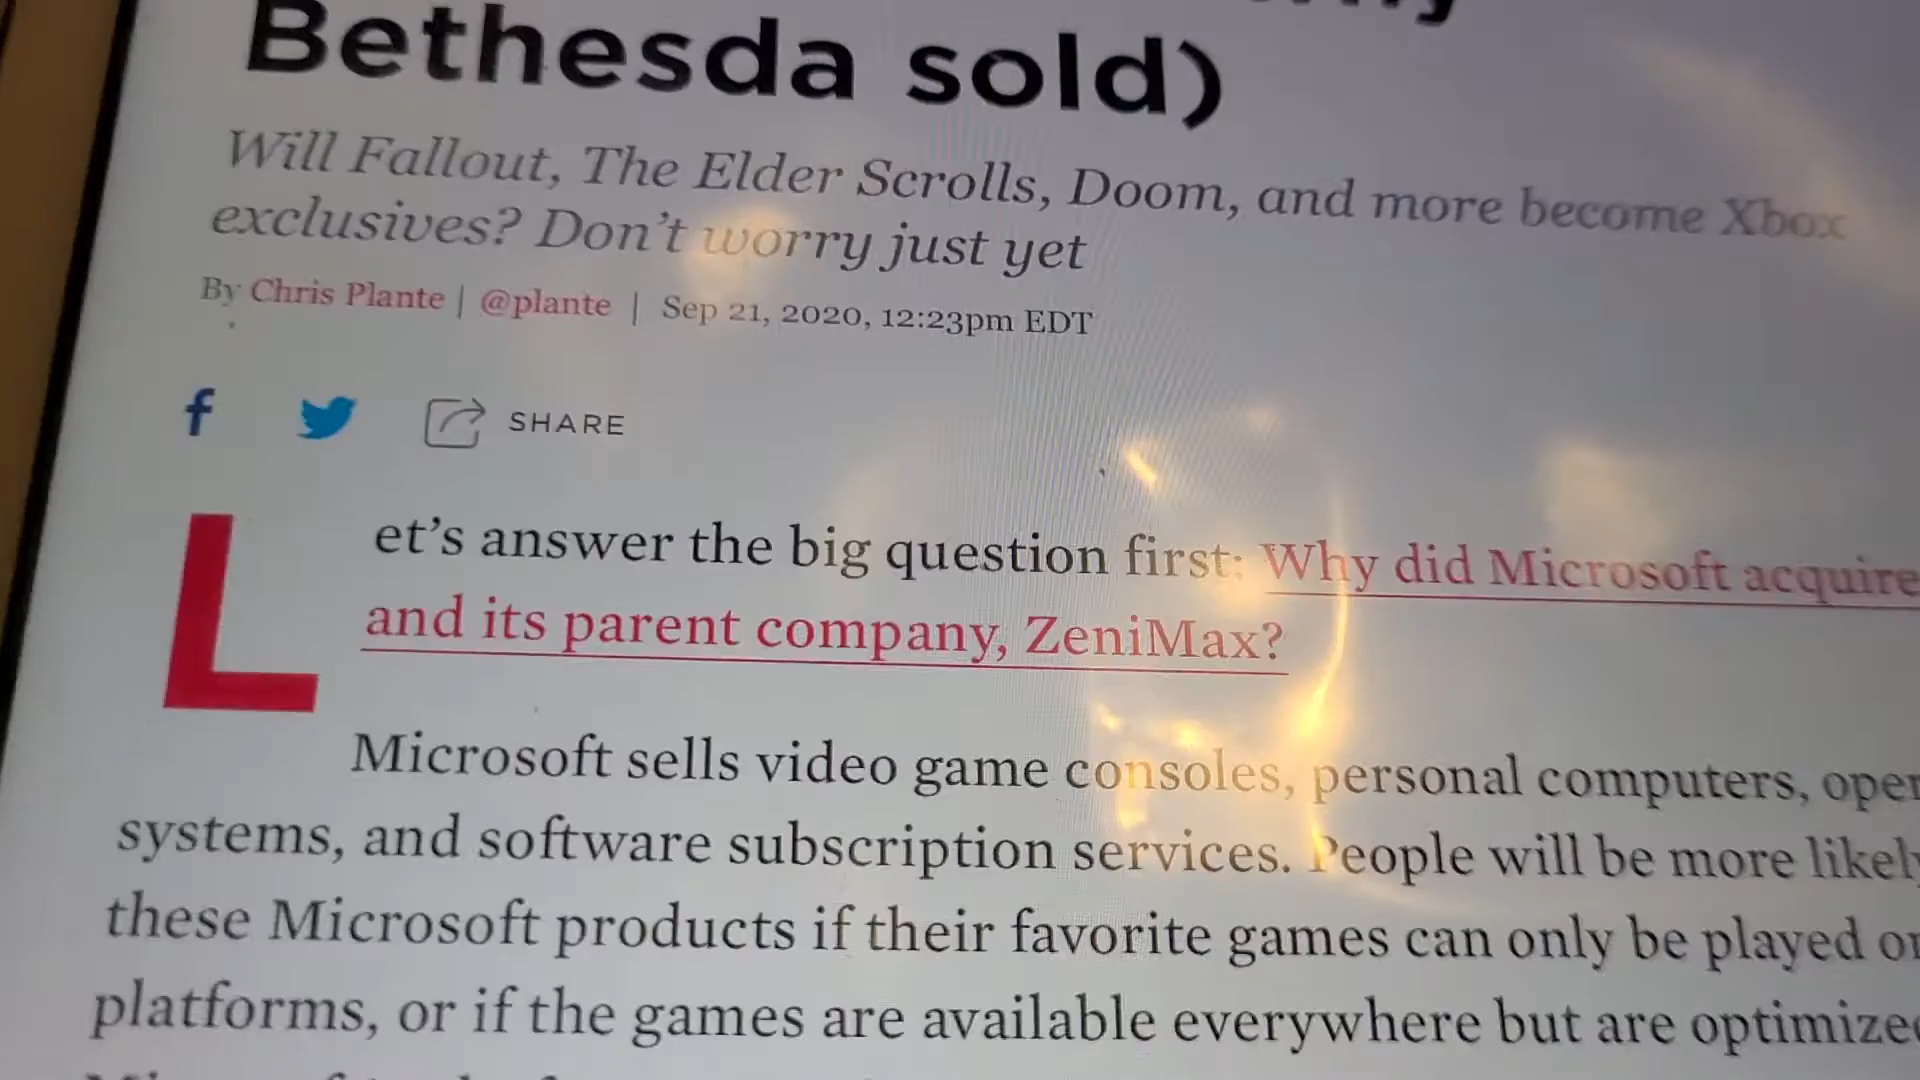 Bethesda sold)
Will Fallout, The Elder Scrolls, Doom, and more become Xbox
exclusives? Don’t worry just yet
By Chris Plante | @plante | Sep 21, 2020, 12:23pm EDT
f
SHARE
Let’s answer the big question first: Why did Microsoft acquire
and its parent company, ZeniMax?
Microsoft sells video game consoles, personal computers, oper
systems, and software subscription services. People will be more likely
these Microsoft products if their favorite games can only be played on
platforms, or if the games are available everywhere but are optimized